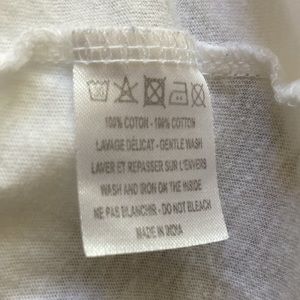 100% COTON - 100% COTTON
LAVAGE DÉLICAT - GENTLE WASH
LAVER ET REPASSER SUR L'ENVERS
WASH AND IRON ON THE INSIDE
NE PAS BLANCHIR - DO NOT BLEACH
MADE IN INDIA